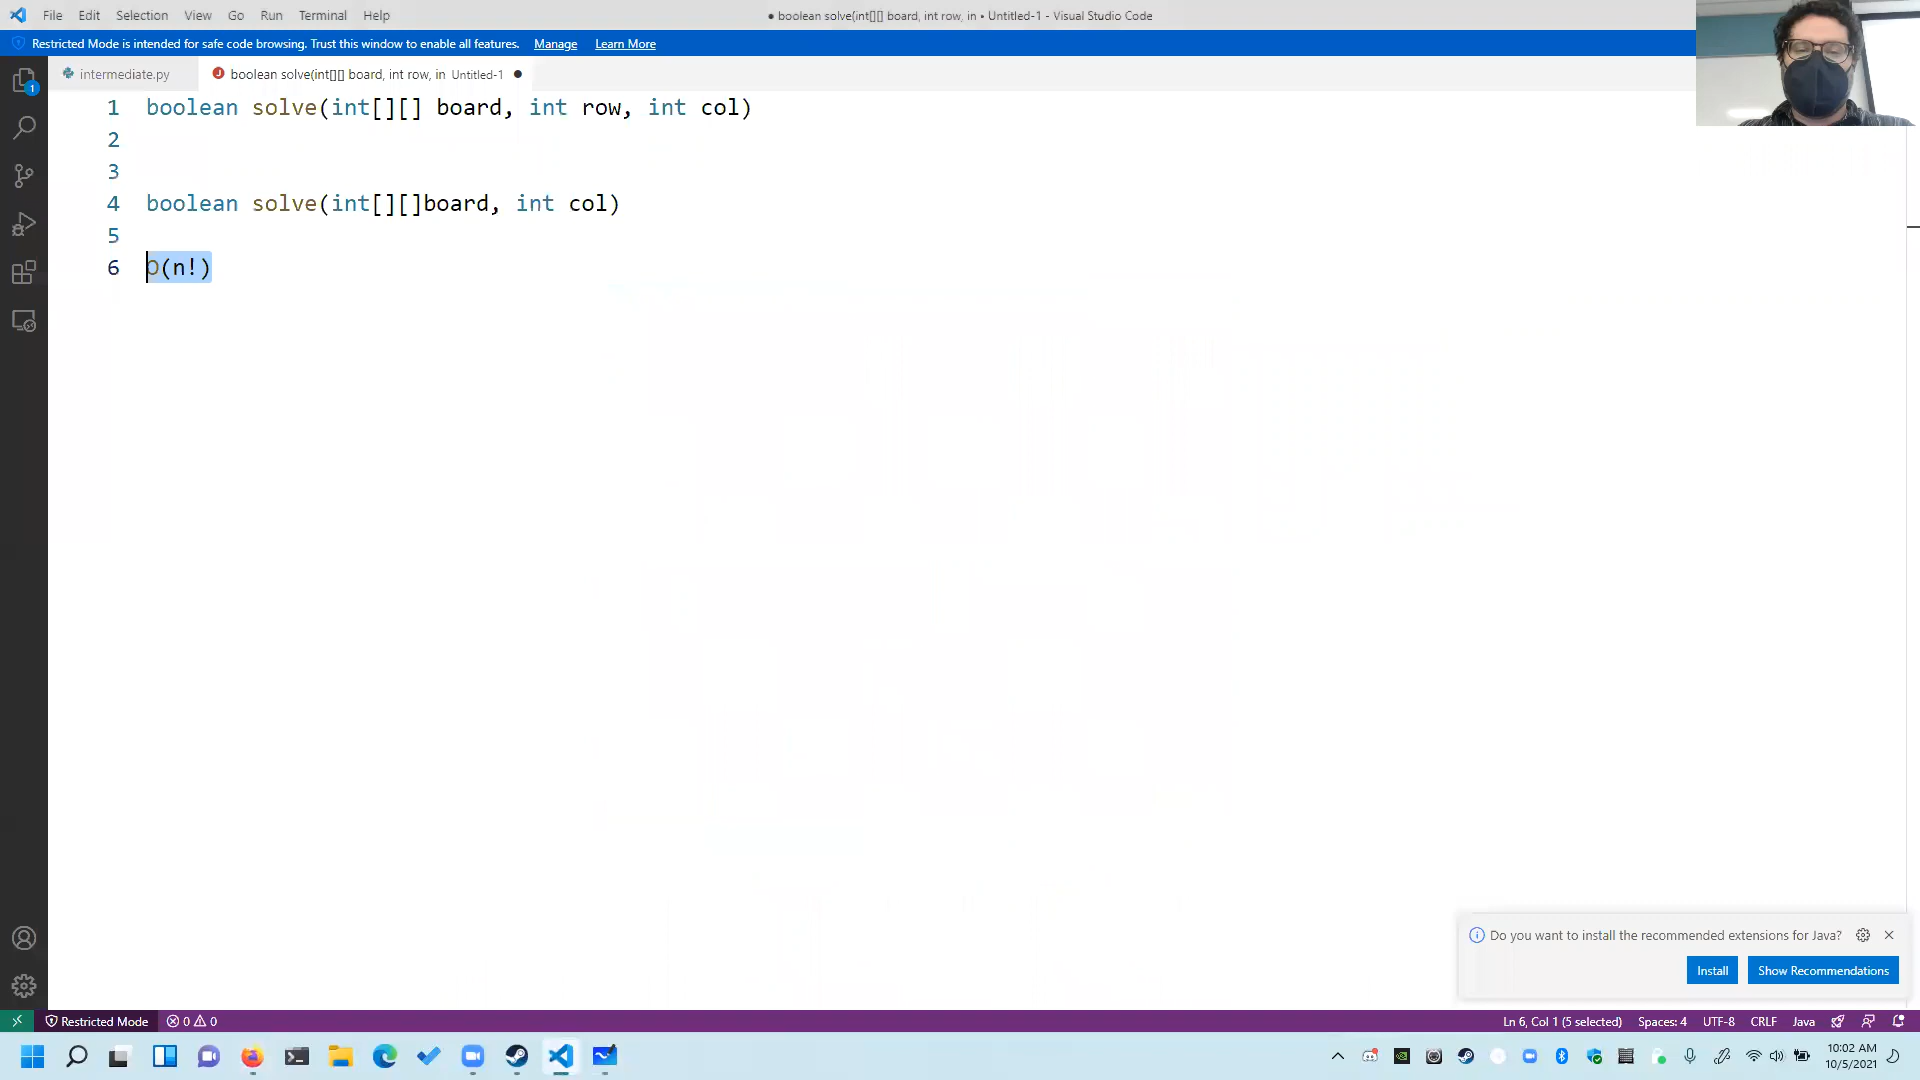 File Edit Selection View Go Run Terminal Help
● boolean solve(int[][] board, int row, in • Untitled-1 - Visual Studio Code
Restricted Mode is intended for safe code browsing. Trust this window to enable all features. Manage Learn More
intermediate.py
boolean solve(int[][] board, int row, in Untitled-1 ●
1 boolean solve(int[][] board, int row, int col)
2
3
4 boolean solve(int[][]board, int col)
5
6 O(n!)
1
Do you want to install the recommended extensions for Java?
Install Show Recommendations
Restricted Mode 0 0
Ln 6, Col 1 (5 selected) Spaces: 4 UTF-8 CRLF Java
10:02 AM
10/5/2021